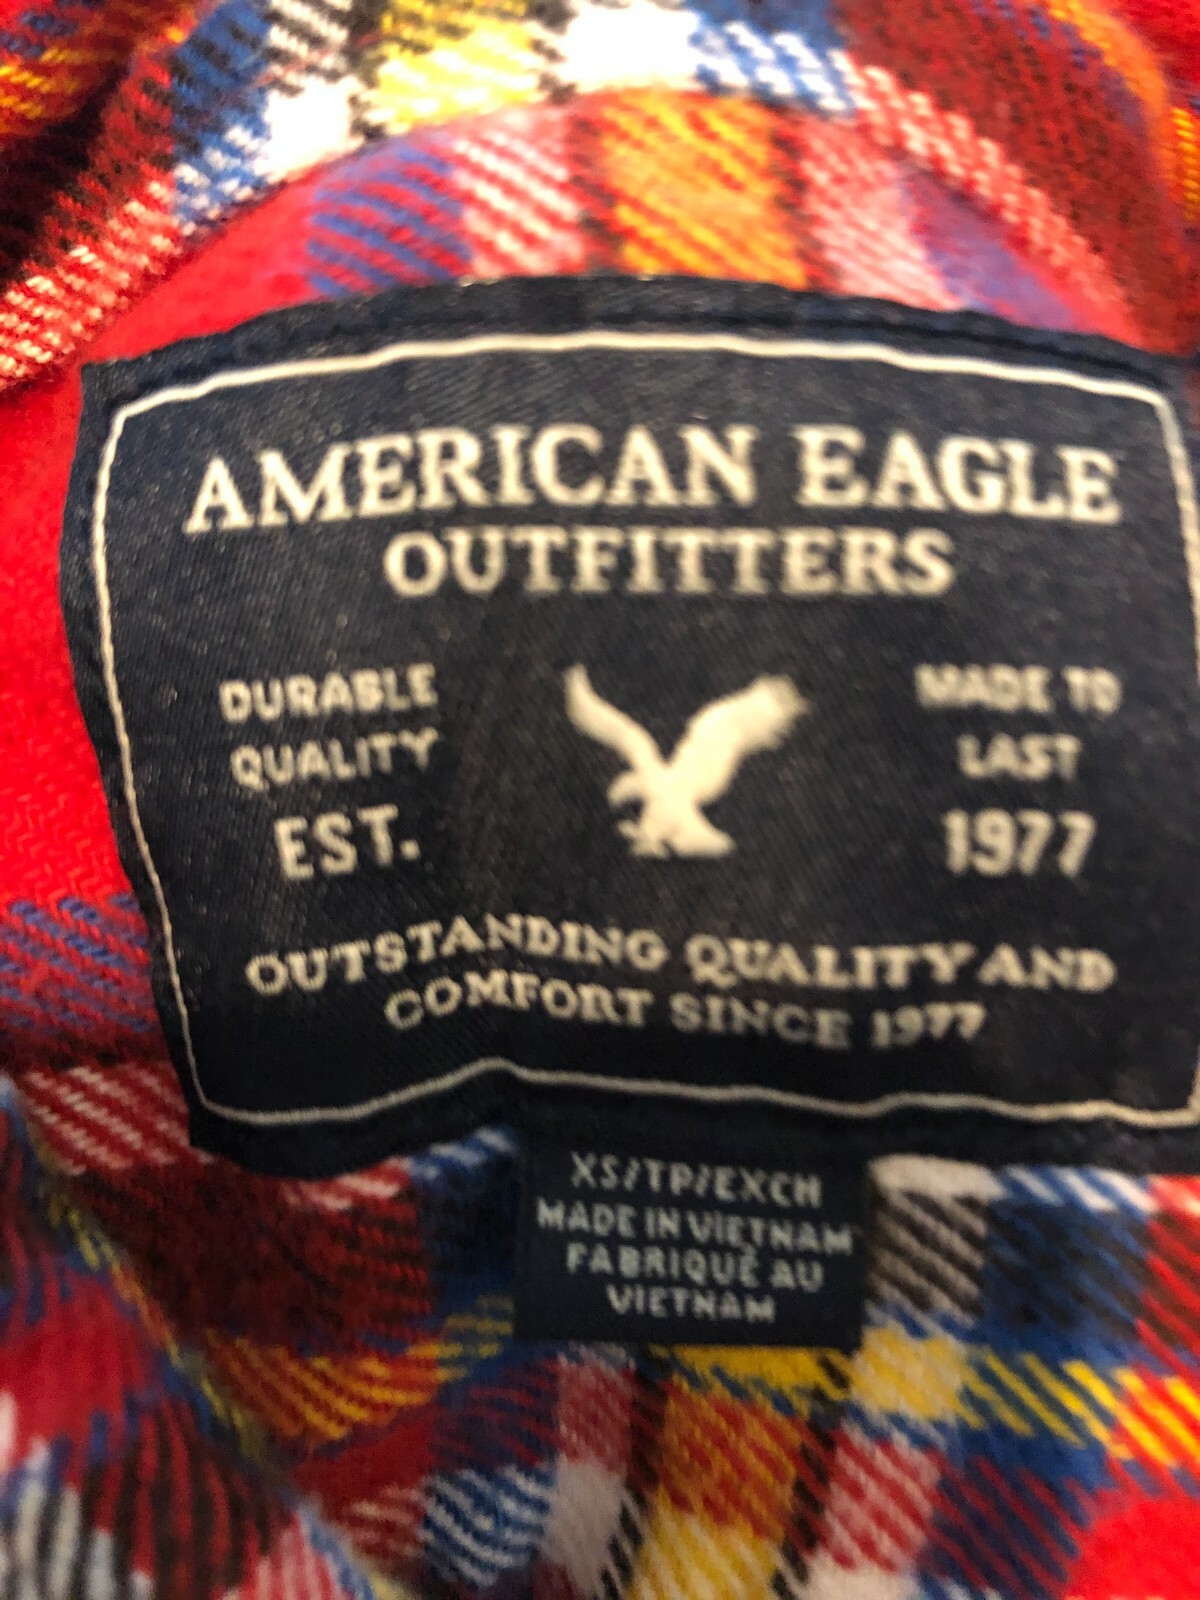 AMERICAN EAGLE
OUTFITTERS
DURABLE
QUALITY
EST.
MADE TO
LAST
1977
OUTSTANDING QUALITY AND
COMFORT SINCE 1977
XS/TP/EXCH
MADE IN VIETNAM
FABRIQUÉ AU
VIETNAM